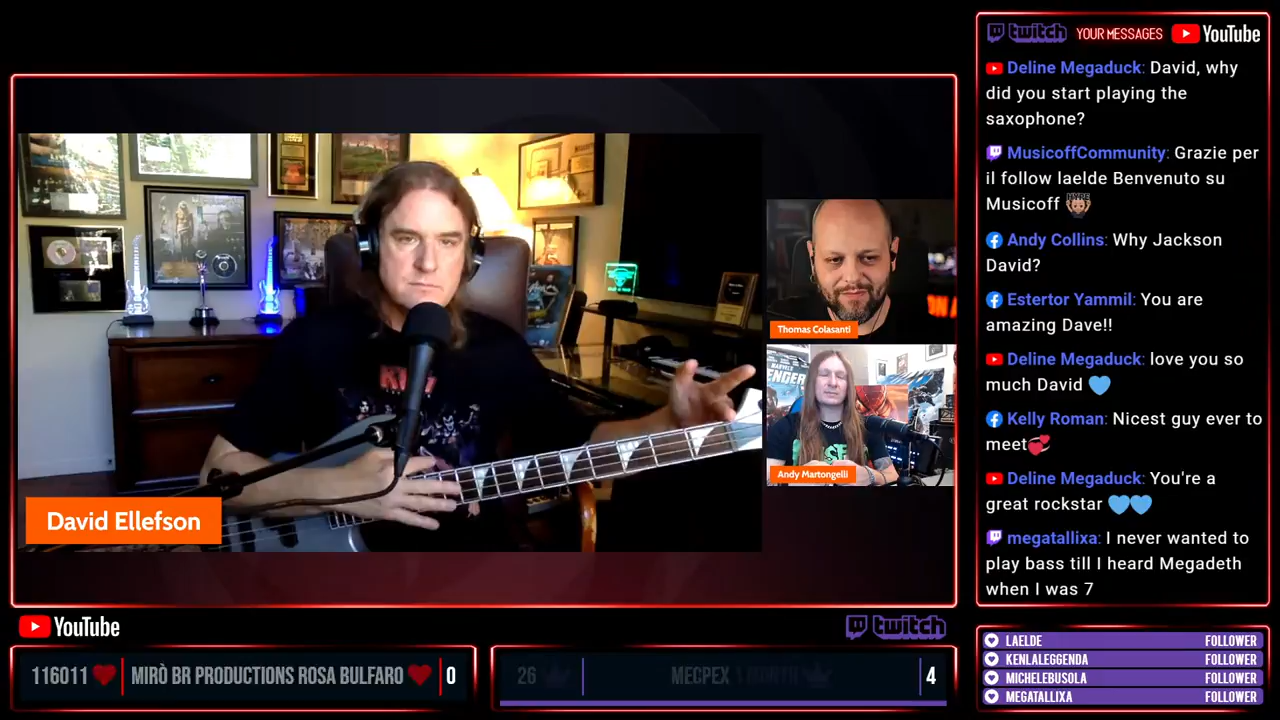 twitch YOUR MESSAGES YouTube
Deline Megaduck: David, why
did you start playing the
saxophone?
MusicoffCommunity: Grazie per
il follow laelde Benvenuto su
Musicoff
Andy Collins: Why Jackson
David?
Estertor Yammil: You are
amazing Dave!!
Deline Megaduck: love you so
much David
Kelly Roman: Nicest guy ever to
meet
Deline Megaduck: You're a
great rockstar
megatallixa: I never wanted to
play bass till I heard Megadeth
when I was 7
Thomas Colasanti
Andy Martongelli
David Ellefson
YouTube
twitch
116011 MIRÒ BR PRODUCTIONS ROSA BULFARO 0
26 MECPEX 1 MONTH 4
LAELDE FOLLOWER
KENLALEGGENDA FOLLOWER
MICHELEBUSOLA FOLLOWER
MEGATALLIXA FOLLOWER